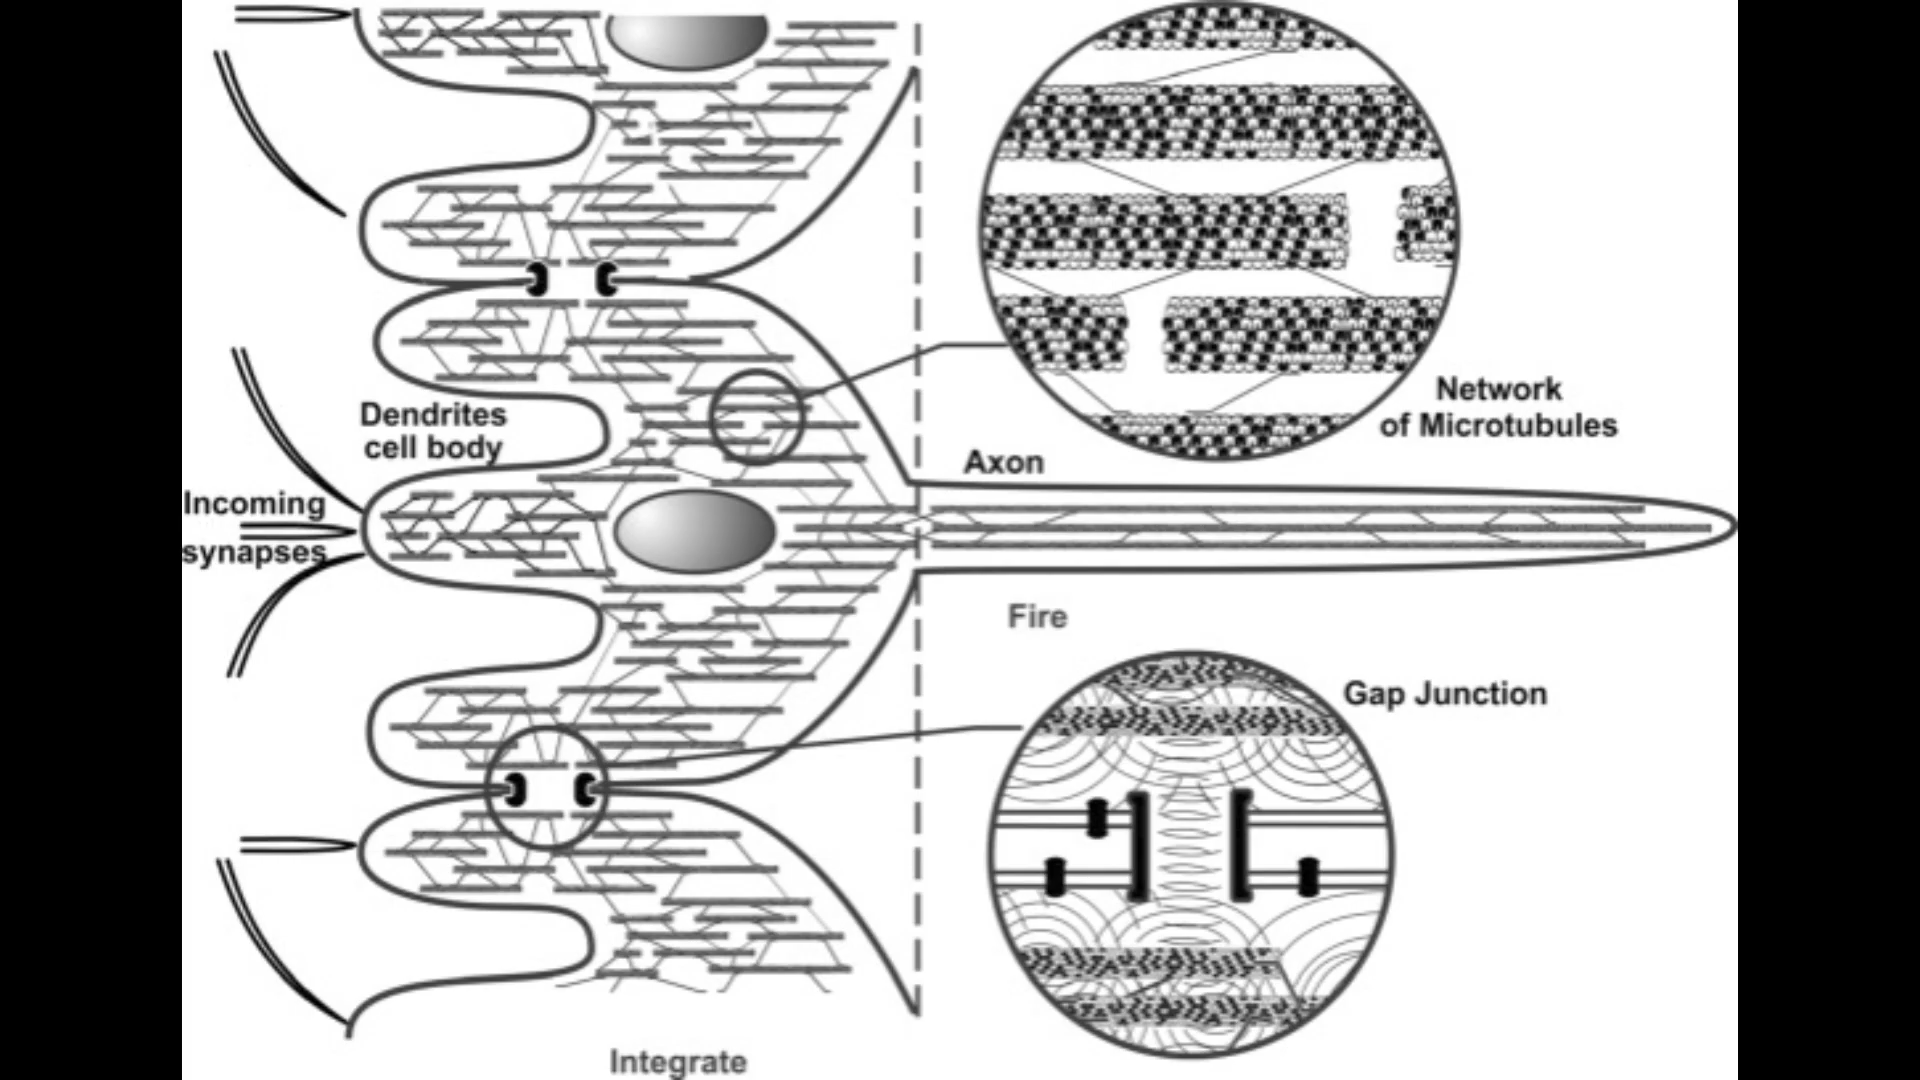 Network
of Microtubules
Dendrites
cell body
Axon
Incoming
synapses
Fire
Gap Junction
Integrate